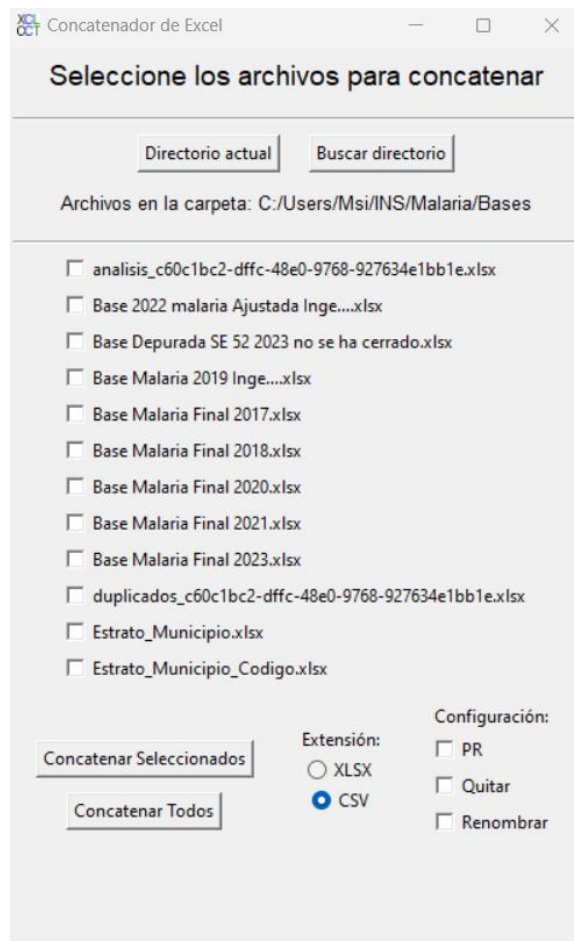 XCL
CCT
Concatenador de Excel
Seleccione los archivos para concatenar
Directorio actual
Buscar directorio
Archivos en la carpeta: C:/Users/Msi/INS/Malaria/Bases
analisis_c60c1bc2-dffc-48e0-9768-927634e1bb1e.xlsx
Base 2022 malaria Ajustada Inge....xlsx
Base Depurada SE 52 2023 no se ha cerrado.xlsx
Base Malaria 2019 Inge....xlsx
Base Malaria Final 2017.xlsx
Base Malaria Final 2018.xlsx
Base Malaria Final 2020.xlsx
Base Malaria Final 2021.xlsx
Base Malaria Final 2023.xlsx
duplicados_c60c1bc2-dffc-48e0-9768-927634e1bb1e.xlsx
Estrato_Municipio.xlsx
Estrato_Municipio_Codigo.xlsx
Concatenar Seleccionados
Concatenar Todos
Extensión:
XLSX
CSV
Configuración:
PR
Quitar
Renombrar